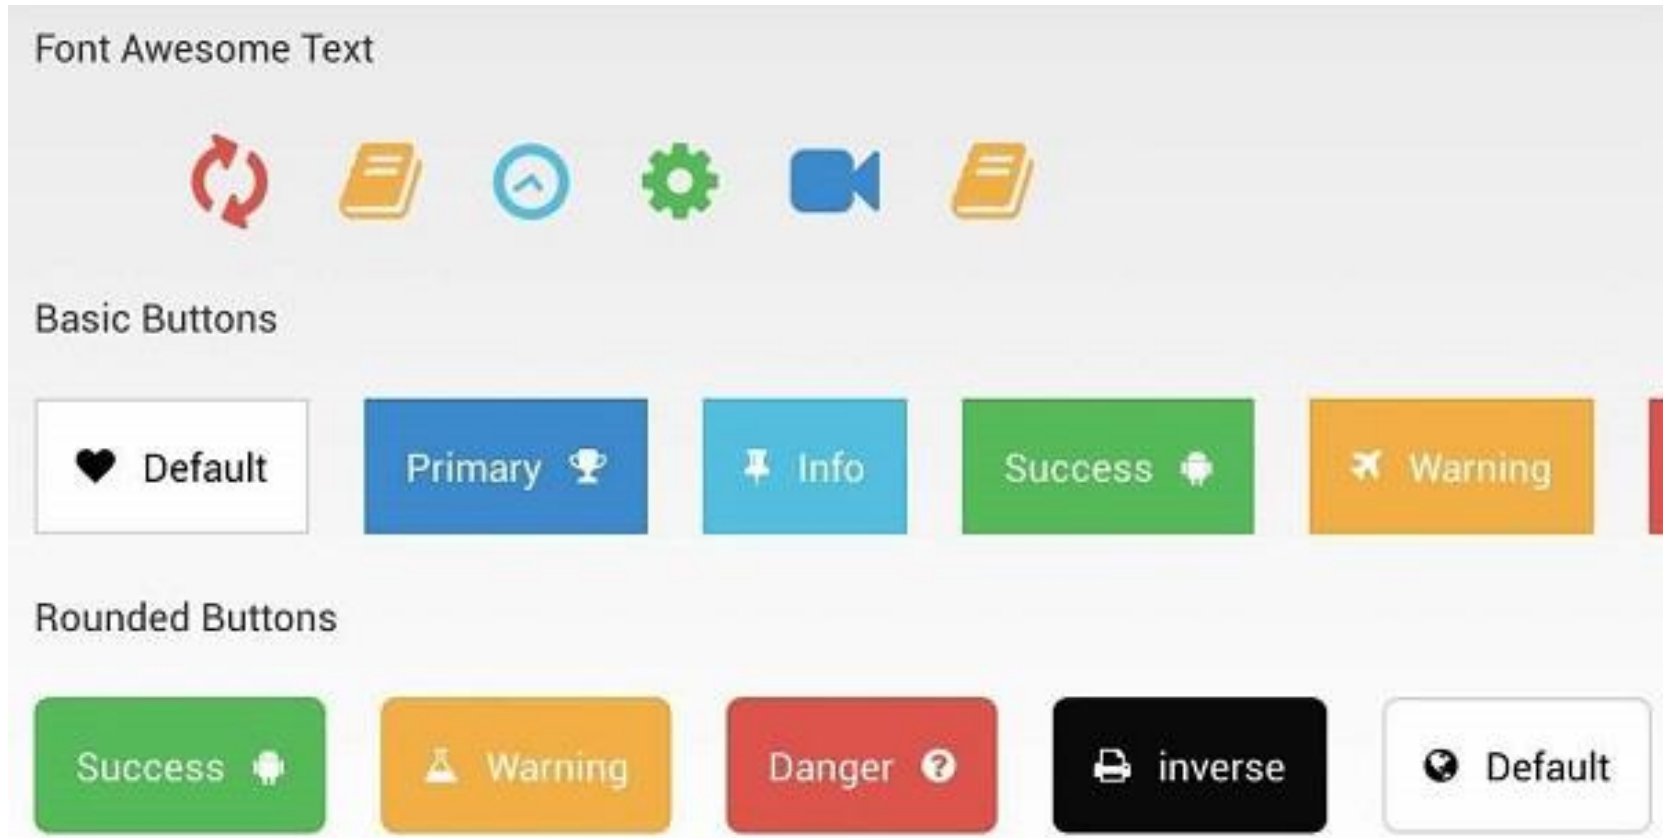 Font Awesome Text
Basic Buttons
Default Primary Info Success Warning
Rounded Buttons
Success Warning Danger inverse Default